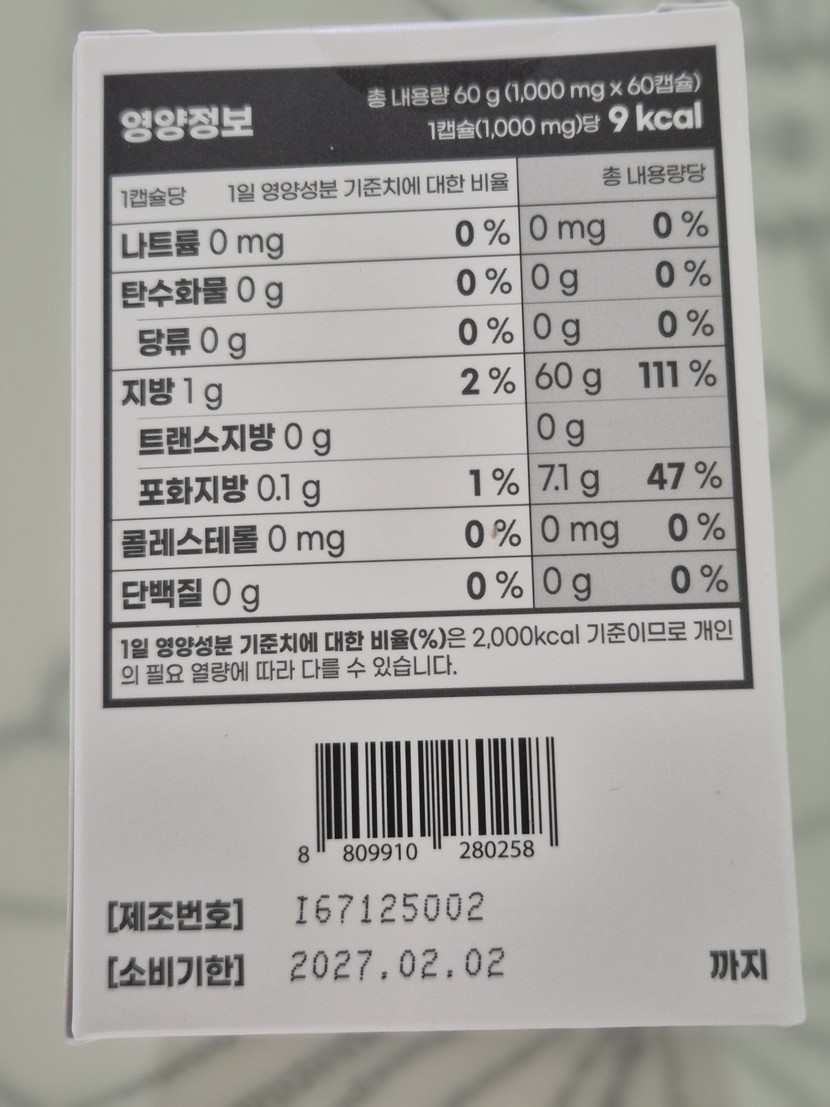 영양정보
총 내용량 60 g (1,000 mg x 60캡슐)
1캡슐(1,000 mg)당 9 kcal
1캡슐당 1일 영양성분 기준치에 대한 비율 총 내용량당
나트륨 0 mg 0 % 0 mg 0 %
탄수화물 0 g 0 % 0 g 0 %
당류 0 g 0 % 0 g 0 %
지방 1 g 2 % 60 g 111 %
트랜스지방 0 g 0 g
포화지방 0.1 g 1 % 7.1 g 47 %
콜레스테롤 0 mg 0 % 0 mg 0 %
단백질 0 g 0 % 0 g 0 %
1일 영양성분 기준치에 대한 비율(%)은 2,000kcal 기준이므로 개인
의 필요 열량에 따라 다를 수 있습니다.
8 809910 280258
[제조번호] I67125002
[소비기한] 2027.02.02 까지